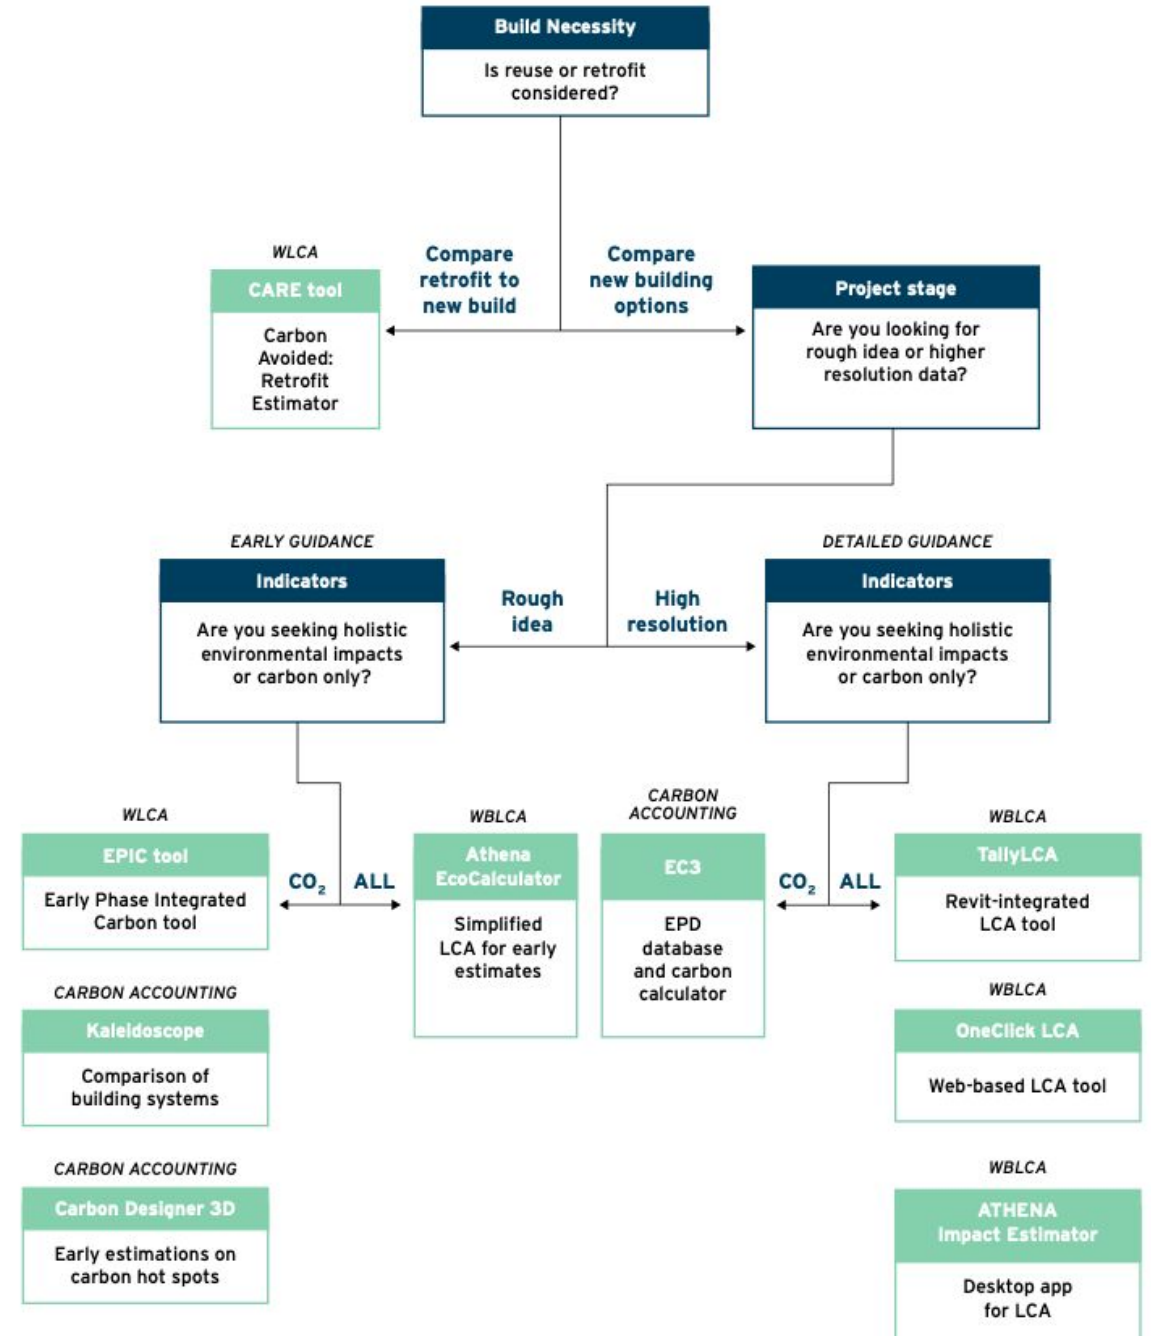 Build Necessity
Is reuse or retrofit
considered?
WLCA
CARE tool
Carbon
Avoided:
Retrofit
Estimator
Compare
retrofit to
new build
Compare
new building
options
Project stage
Are you looking for
rough idea or higher
resolution data?
EARLY GUIDANCE
Indicators
Are you seeking holistic
environmental impacts
or carbon only?
Rough
idea
High
resolution
DETAILED GUIDANCE
Indicators
Are you seeking holistic
environmental impacts
or carbon only?
WLCA
EPIC tool
Early Phase Integrated
Carbon tool
CO₂
ALL
WBLCA
Athena
EcoCalculator
Simplified
LCA for early
estimates
CARBON
ACCOUNTING
EC3
EPD
database
and carbon
calculator
CO₂
ALL
WBLCA
TallyLCA
Revit-integrated
LCA tool
CARBON ACCOUNTING
Kaleidoscope
Comparison of
building systems
WBLCA
OneClick LCA
Web-based LCA tool
CARBON ACCOUNTING
Carbon Designer 3D
Early estimations on
carbon hot spots
WBLCA
ATHENA
Impact Estimator
Desktop app
for LCA